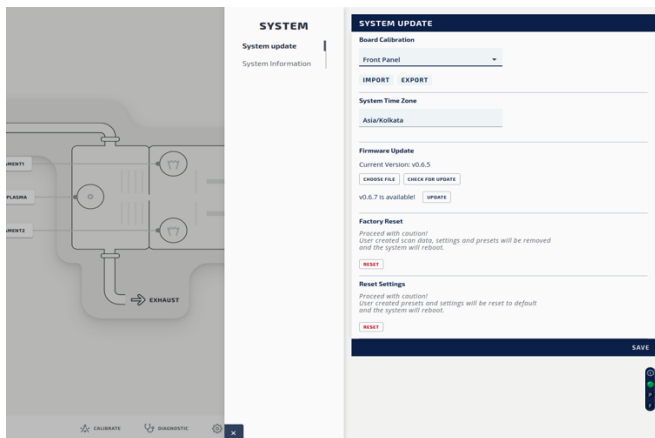 SYSTEM
System update
System Information
SYSTEM UPDATE
Board Calibration
Front Panel
IMPORT EXPORT
System Time Zone
Asia/Kolkata
Firmware Update
Current Version: v0.6.5
CHOOSE FILE CHECK FOR UPDATE
v0.6.7 is available! UPDATE
Factory Reset
Proceed with caution!
User created scan data, settings and presets will be removed
and the system will reboot.
RESET
Reset Settings
Proceed with caution!
User created presets and settings will be reset to default
and the system will reboot.
RESET
SAVE
AMENT1
PLASMA
AMENT2
EXHAUST
CALIBRATE DIAGNOSTIC